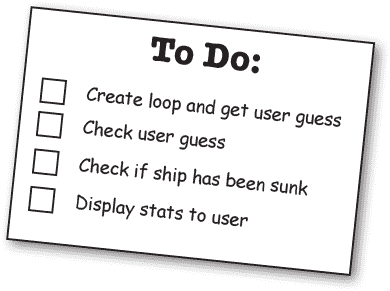 To Do:
Create loop and get user guess
Check user guess
Check if ship has been sunk
Display stats to user